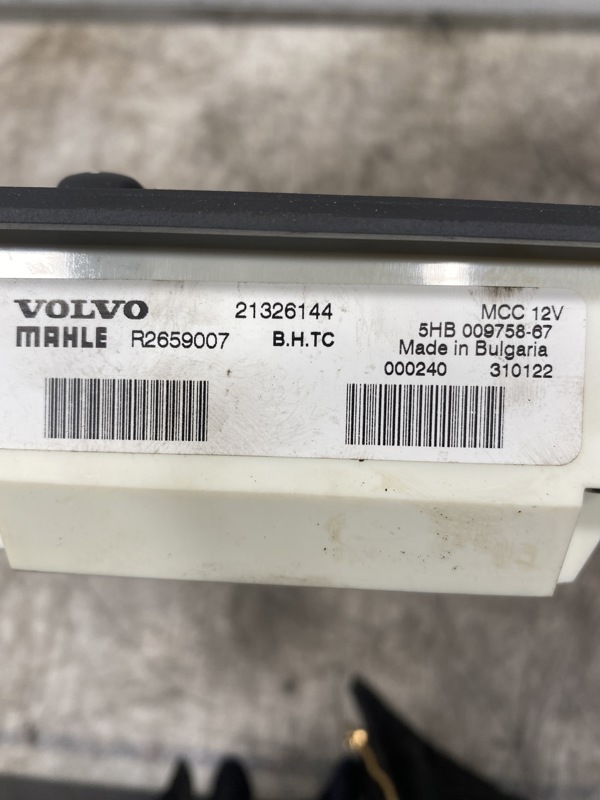 VOLVO 21326144 MCC 12V
MAHLE R2659007 B.H.TC 5HB 009758-67
Made in Bulgaria
000240 310122